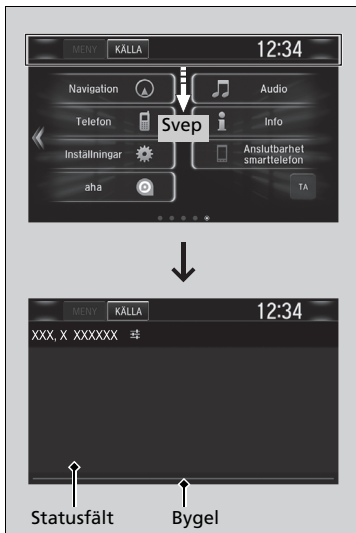 MENY KÄLLA 12:34
Navigation Audio
Telefon Info
Svep
Inställningar Anslutbarhet
smarttelefon
aha TA
MENY KÄLLA 12:34
XXX, X XXXXXX
Statusfält Bygel